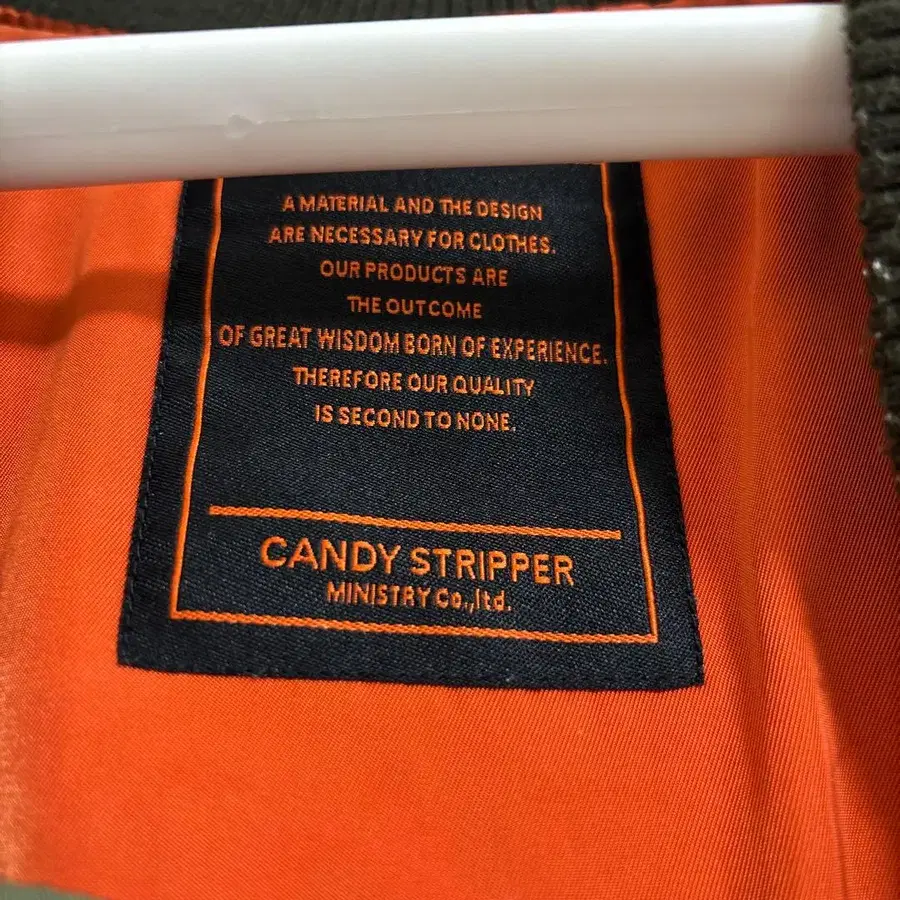 A MATERIAL AND THE DESIGN
ARE NECESSARY FOR CLOTHES.
OUR PRODUCTS ARE
THE OUTCOME
OF GREAT WISDOM BORN OF EXPERIENCE.
THEREFORE OUR QUALITY
IS SECOND TO NONE.
CANDY STRIPPER
MINISTRY Co.,ltd.